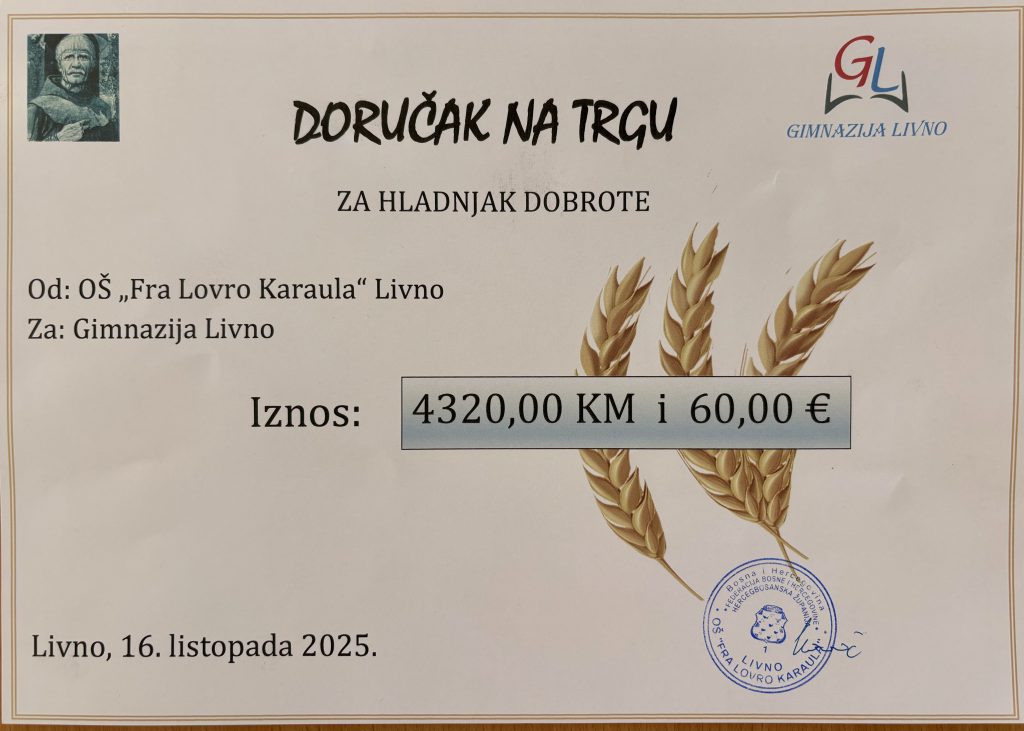 GL
GIMNAZIJA LIVNO
DORUČAK NA TRGU
ZA HLADNJAK DOBROTE
Od: OŠ „Fra Lovro Karaula“ Livno
Za: Gimnazija Livno
Iznos: 4320,00 KM i 60,00 €
Livno, 16. listopada 2025.
Bosna i Hercegovina
FEDERACIJA BOSNE I HERCEGOVINE
HERCEGBOSANSKA ŽUPANIJA
1
LIVNO
OŠ "FRA LOVRO KARAULA"